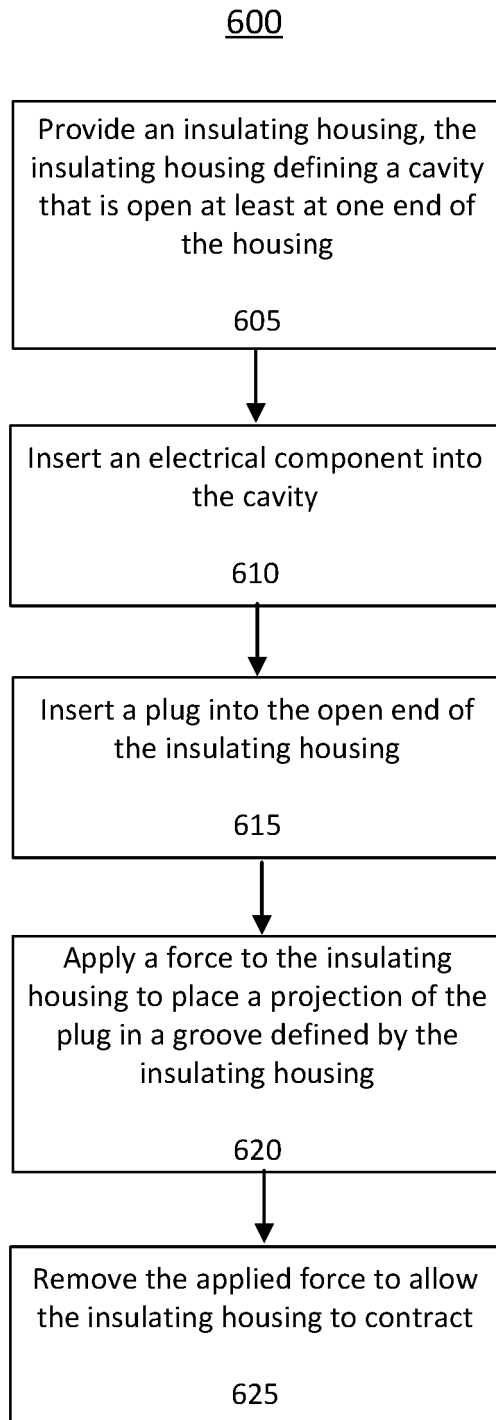 600
Provide an insulating housing, the
insulating housing defining a cavity
that is open at least at one end of
the housing
605
Insert an electrical component into
the cavity
610
Insert a plug into the open end of
the insulating housing
615
Apply a force to the insulating
housing to place a projection of the
plug in a groove defined by the
insulating housing
620
Remove the applied force to allow
the insulating housing to contract
625